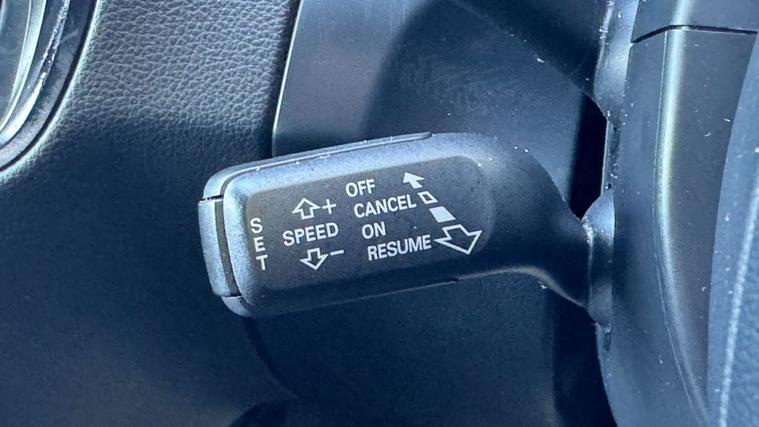 SET
SPEED
+
−
OFF
CANCEL
ON
RESUME